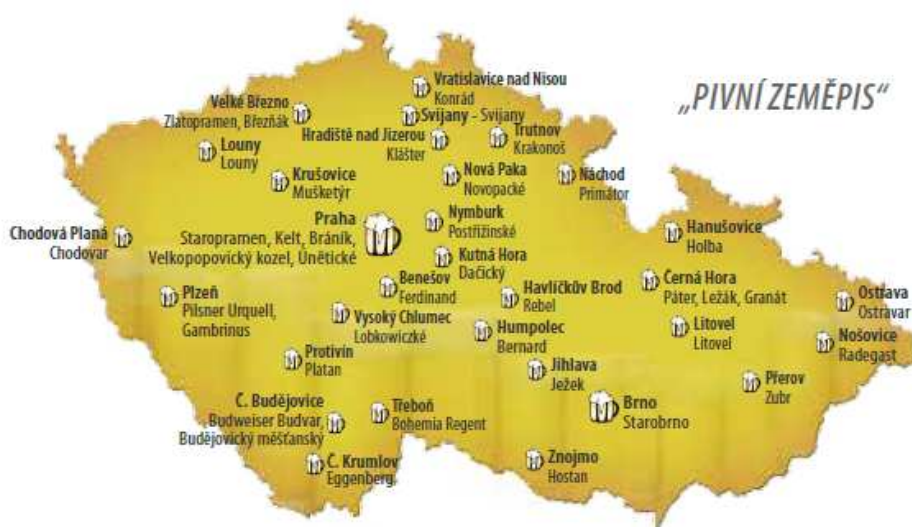 „PIVNÍ ZEMĚPIS“
Vratislavice nad Nisou
Konrád
Velké Březno
Zlatopramen, Březňák
Svijany - Svijany
Hradiště nad Jizerou
Klášter
Trutnov
Krakonoš
Louny
Louny
Krušovice
Mušketýr
Nová Paka
Novopacké
Náchod
Primátor
Praha
Staropramen, Kelt, Bráník,
Velkopopovický kozel, Únětické
Nymburk
Postřižinské
Chodová Planá
Chodovar
Hanušovice
Holba
Kutná Hora
Dačický
Benešov
Ferdinand
Havlíčkův Brod
Rebel
Černá Hora
Páter, Ležák, Granát
Plzeň
Pilsner Urquell,
Gambrinus
Ostrava
Ostravar
Vysoký Chlumec
Lobkowiczké
Humpolec
Bernard
Litovel
Litovel
Nošovice
Radegast
Protivín
Platan
Jihlava
Ježek
Přerov
Zubr
Č. Budějovice
Budweiser Budvar,
Budějovický měšťanský
Třeboň
Bohemia Regent
Brno
Starobrno
Č. Krumlov
Eggenberg
Znojmo
Hostan